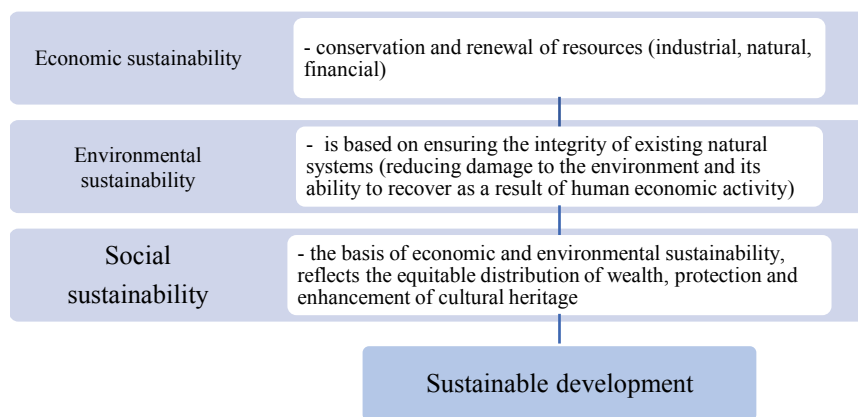 Economic sustainability
- conservation and renewal of resources (industrial, natural,
financial)
Environmental
sustainability
- is based on ensuring the integrity of existing natural
systems (reducing damage to the environment and its
ability to recover as a result of human economic activity)
Social
sustainability
- the basis of economic and environmental sustainability,
reflects the equitable distribution of wealth, protection and
enhancement of cultural heritage
Sustainable development